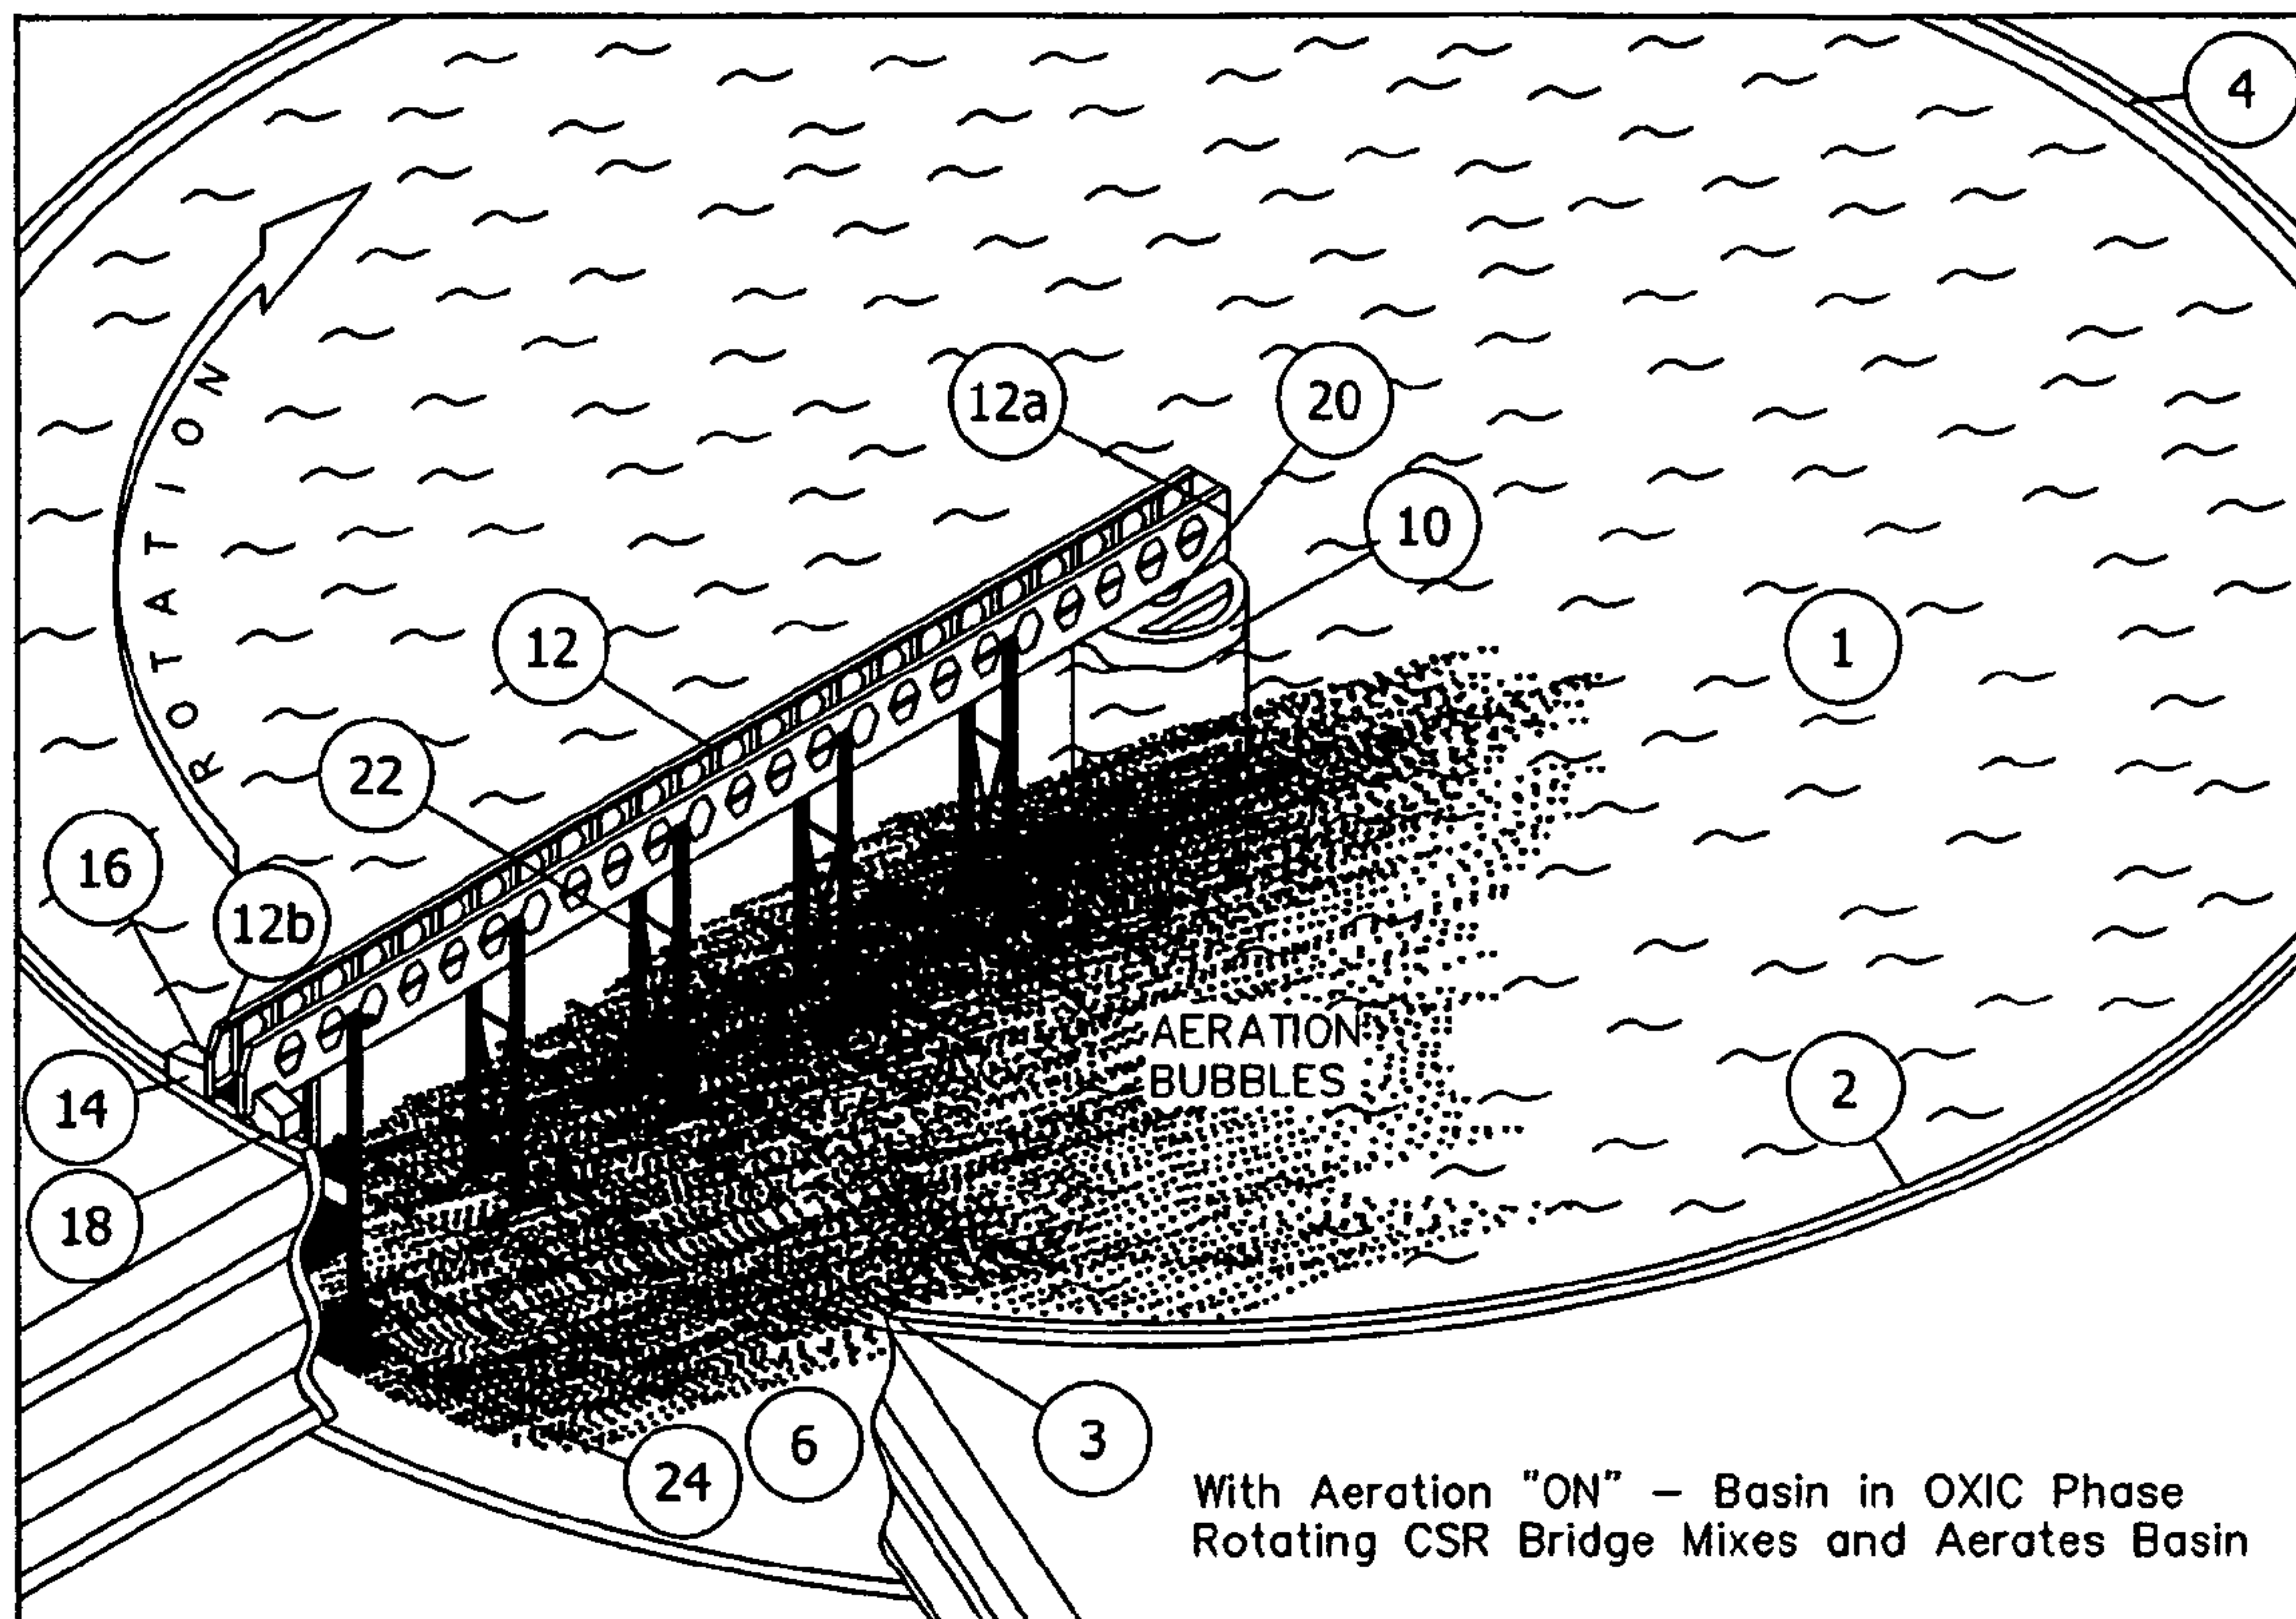 4
12a
20
10
ROTATION
12
1
22
16
12b
AERATION
BUBBLES
14
2
18
3
6
24
With Aeration "ON" – Basin in OXIC Phase
Rotating CSR Bridge Mixes and Aerates Basin